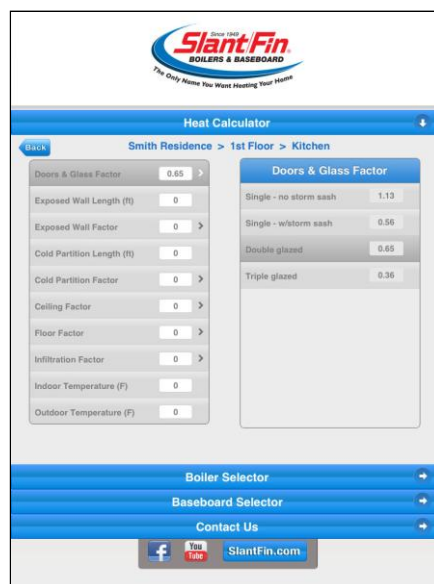 Since 1949
Slant/Fin
BOILERS & BASEBOARD
The Only Name You Want Heating Your Home
Heat Calculator
Back
Smith Residence > 1st Floor > Kitchen
Doors & Glass Factor 0.65
Exposed Wall Length (ft) 0
Exposed Wall Factor 0
Cold Partition Length (ft) 0
Cold Partition Factor 0
Ceiling Factor 0
Floor Factor 0
Infiltration Factor 0
Indoor Temperature (F) 0
Outdoor Temperature (F) 0
Doors & Glass Factor
Single - no storm sash 1.13
Single - w/storm sash 0.56
Double glazed 0.65
Triple glazed 0.36
Boiler Selector
Baseboard Selector
Contact Us
f
You
Tube
SlantFin.com